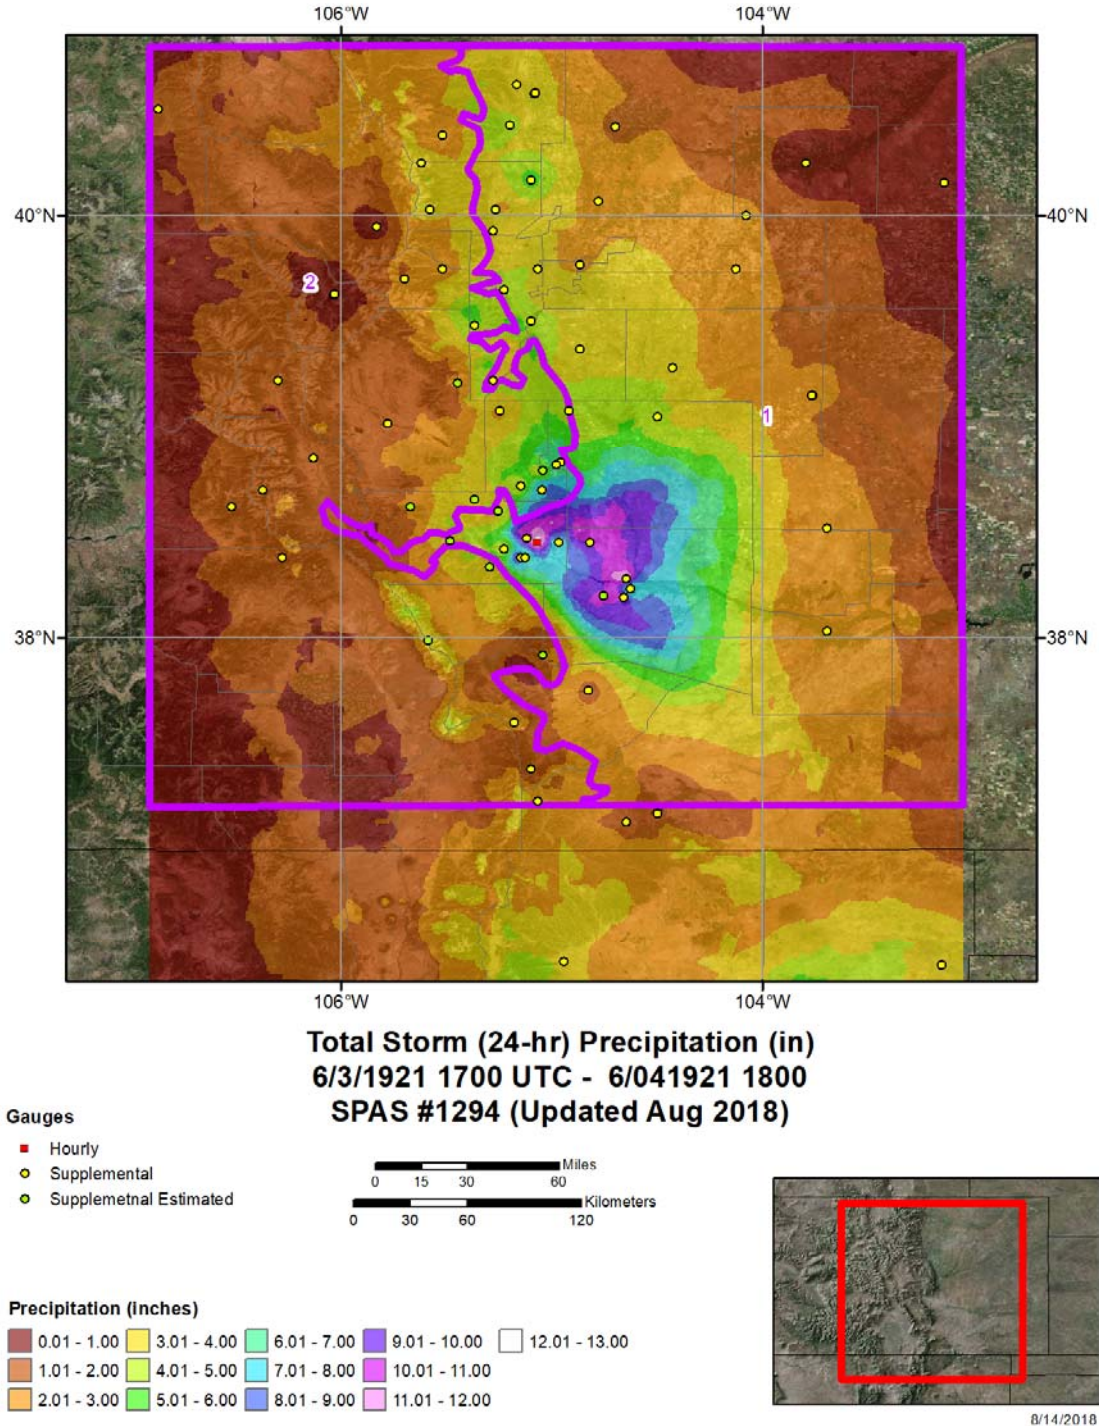 106°W 104°W
40°N 40°N
2
1
38°N 38°N
106°W 104°W
Total Storm (24-hr) Precipitation (in)
6/3/1921 1700 UTC - 6/041921 1800
SPAS #1294 (Updated Aug 2018)
Gauges
Hourly
Supplemental
Supplemetnal Estimated
Miles
0 15 30 60
Kilometers
0 30 60 120
Precipitation (inches)
0.01 - 1.00 3.01 - 4.00 6.01 - 7.00 9.01 - 10.00 12.01 - 13.00
1.01 - 2.00 4.01 - 5.00 7.01 - 8.00 10.01 - 11.00
2.01 - 3.00 5.01 - 6.00 8.01 - 9.00 11.01 - 12.00
8/14/2018